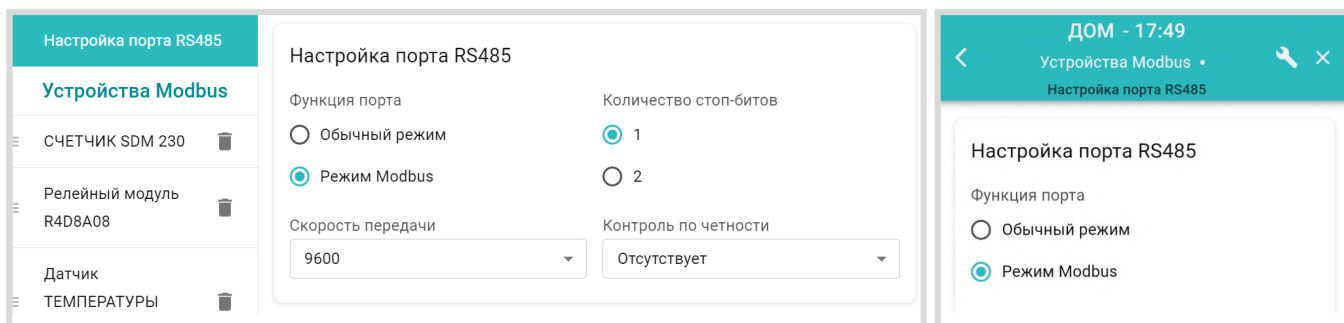 Настройка порта RS485
Устройства Modbus
СЧЕТЧИК SDM 230
Релейный модуль
R4D8A08
Датчик
ТЕМПЕРАТУРЫ
Настройка порта RS485
Функция порта
Обычный режим
Режим Modbus
Количество стоп-битов
1
2
Скорость передачи
9600
Контроль по четности
Отсутствует
ДОМ - 17:49
Устройства Modbus •
Настройка порта RS485
Настройка порта RS485
Функция порта
Обычный режим
Режим Modbus